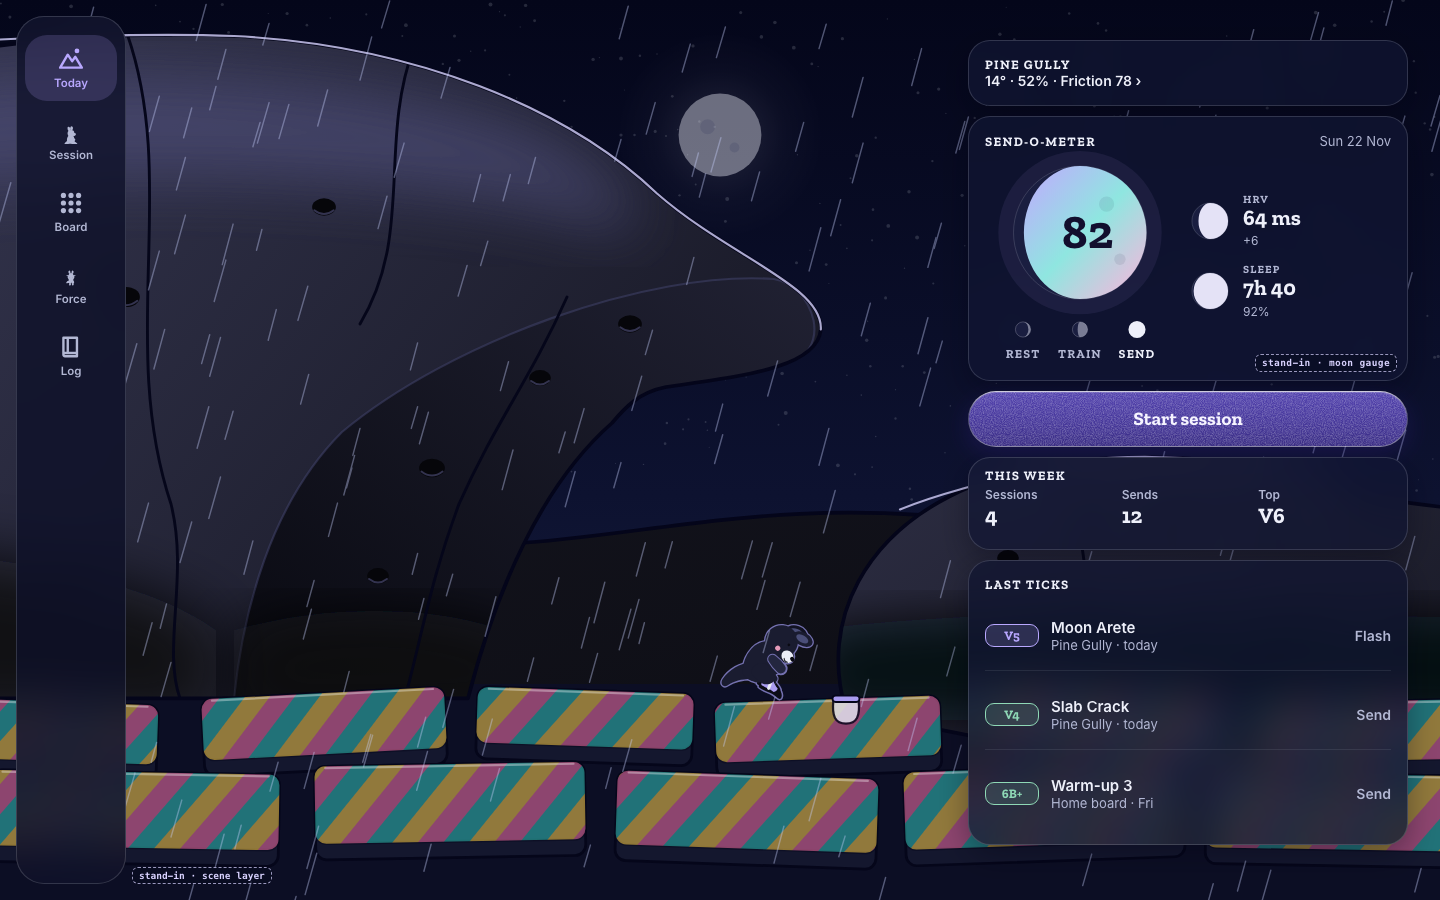 Today
Session
Board
Force
Log
PINE GULLY
14° · 52% · Friction 78 ›
SEND-O-METER
Sun 22 Nov
82
REST
TRAIN
SEND
HRV
64 ms
+6
SLEEP
7h 40
92%
stand-in · moon gauge
Start session
THIS WEEK
Sessions
4
Sends
12
Top
V6
LAST TICKS
V5
Moon Arete
Pine Gully · today
Flash
V4
Slab Crack
Pine Gully · today
Send
6B+
Warm-up 3
Home board · Fri
Send
stand-in · scene layer